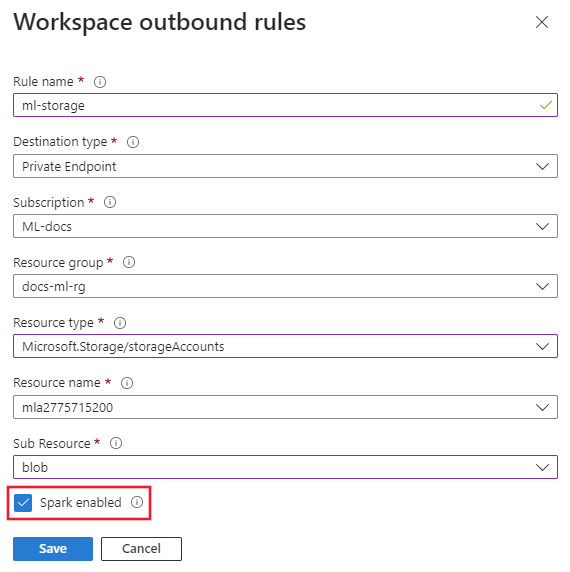 Workspace outbound rules
Rule name *
ml-storage
Destination type *
Private Endpoint
Subscription *
ML-docs
Resource group *
docs-ml-rg
Resource type *
Microsoft.Storage/storageAccounts
Resource name *
mla2775715200
Sub Resource *
blob
Spark enabled
Save Cancel